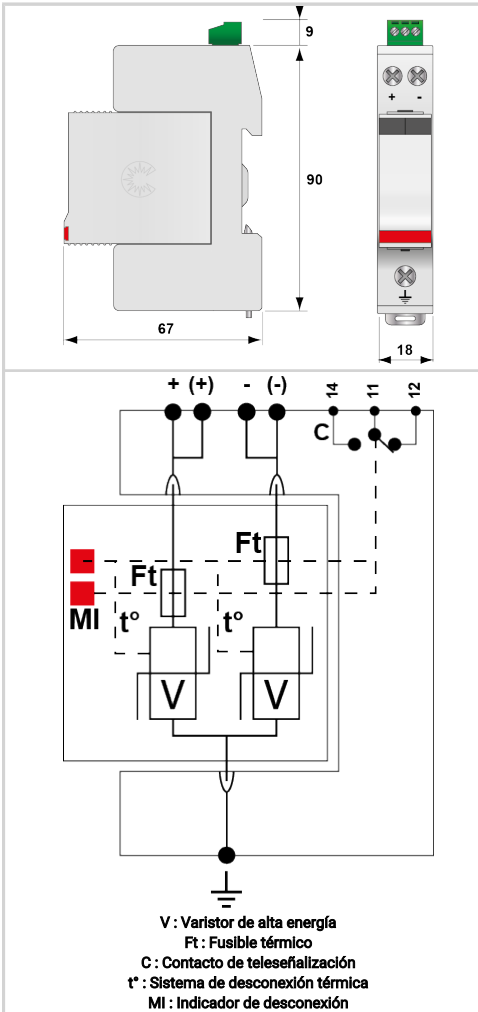 9
90
67
+ -
18
+ (+) - (-) 14 11 12
C
Ft
Ft
MI t° t°
V V
V : Varistor de alta energía
Ft : Fusible térmico
C : Contacto de teleseñalización
t° : Sistema de desconexión térmica
MI : Indicador de desconexión